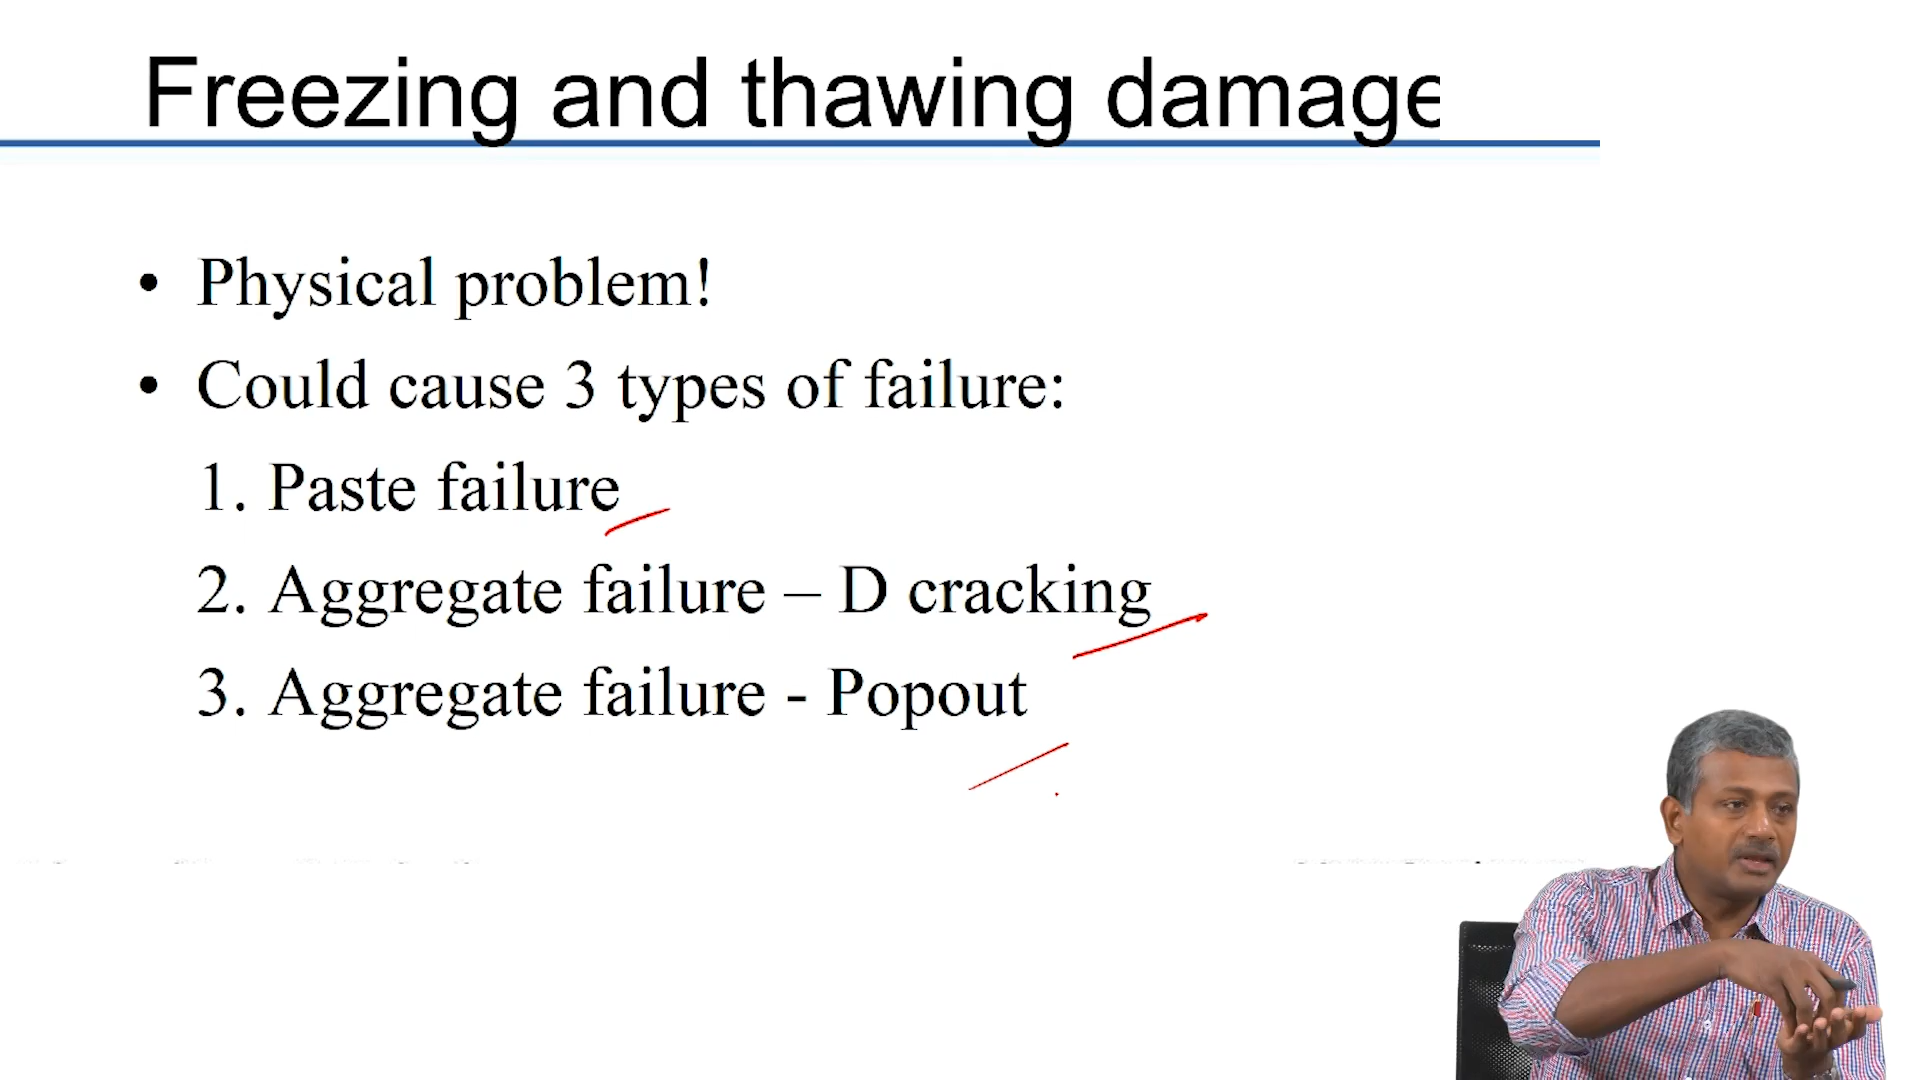 Freezing and thawing damage
• Physical problem!
• Could cause 3 types of failure:
1. Paste failure
2. Aggregate failure – D cracking
3. Aggregate failure - Popout